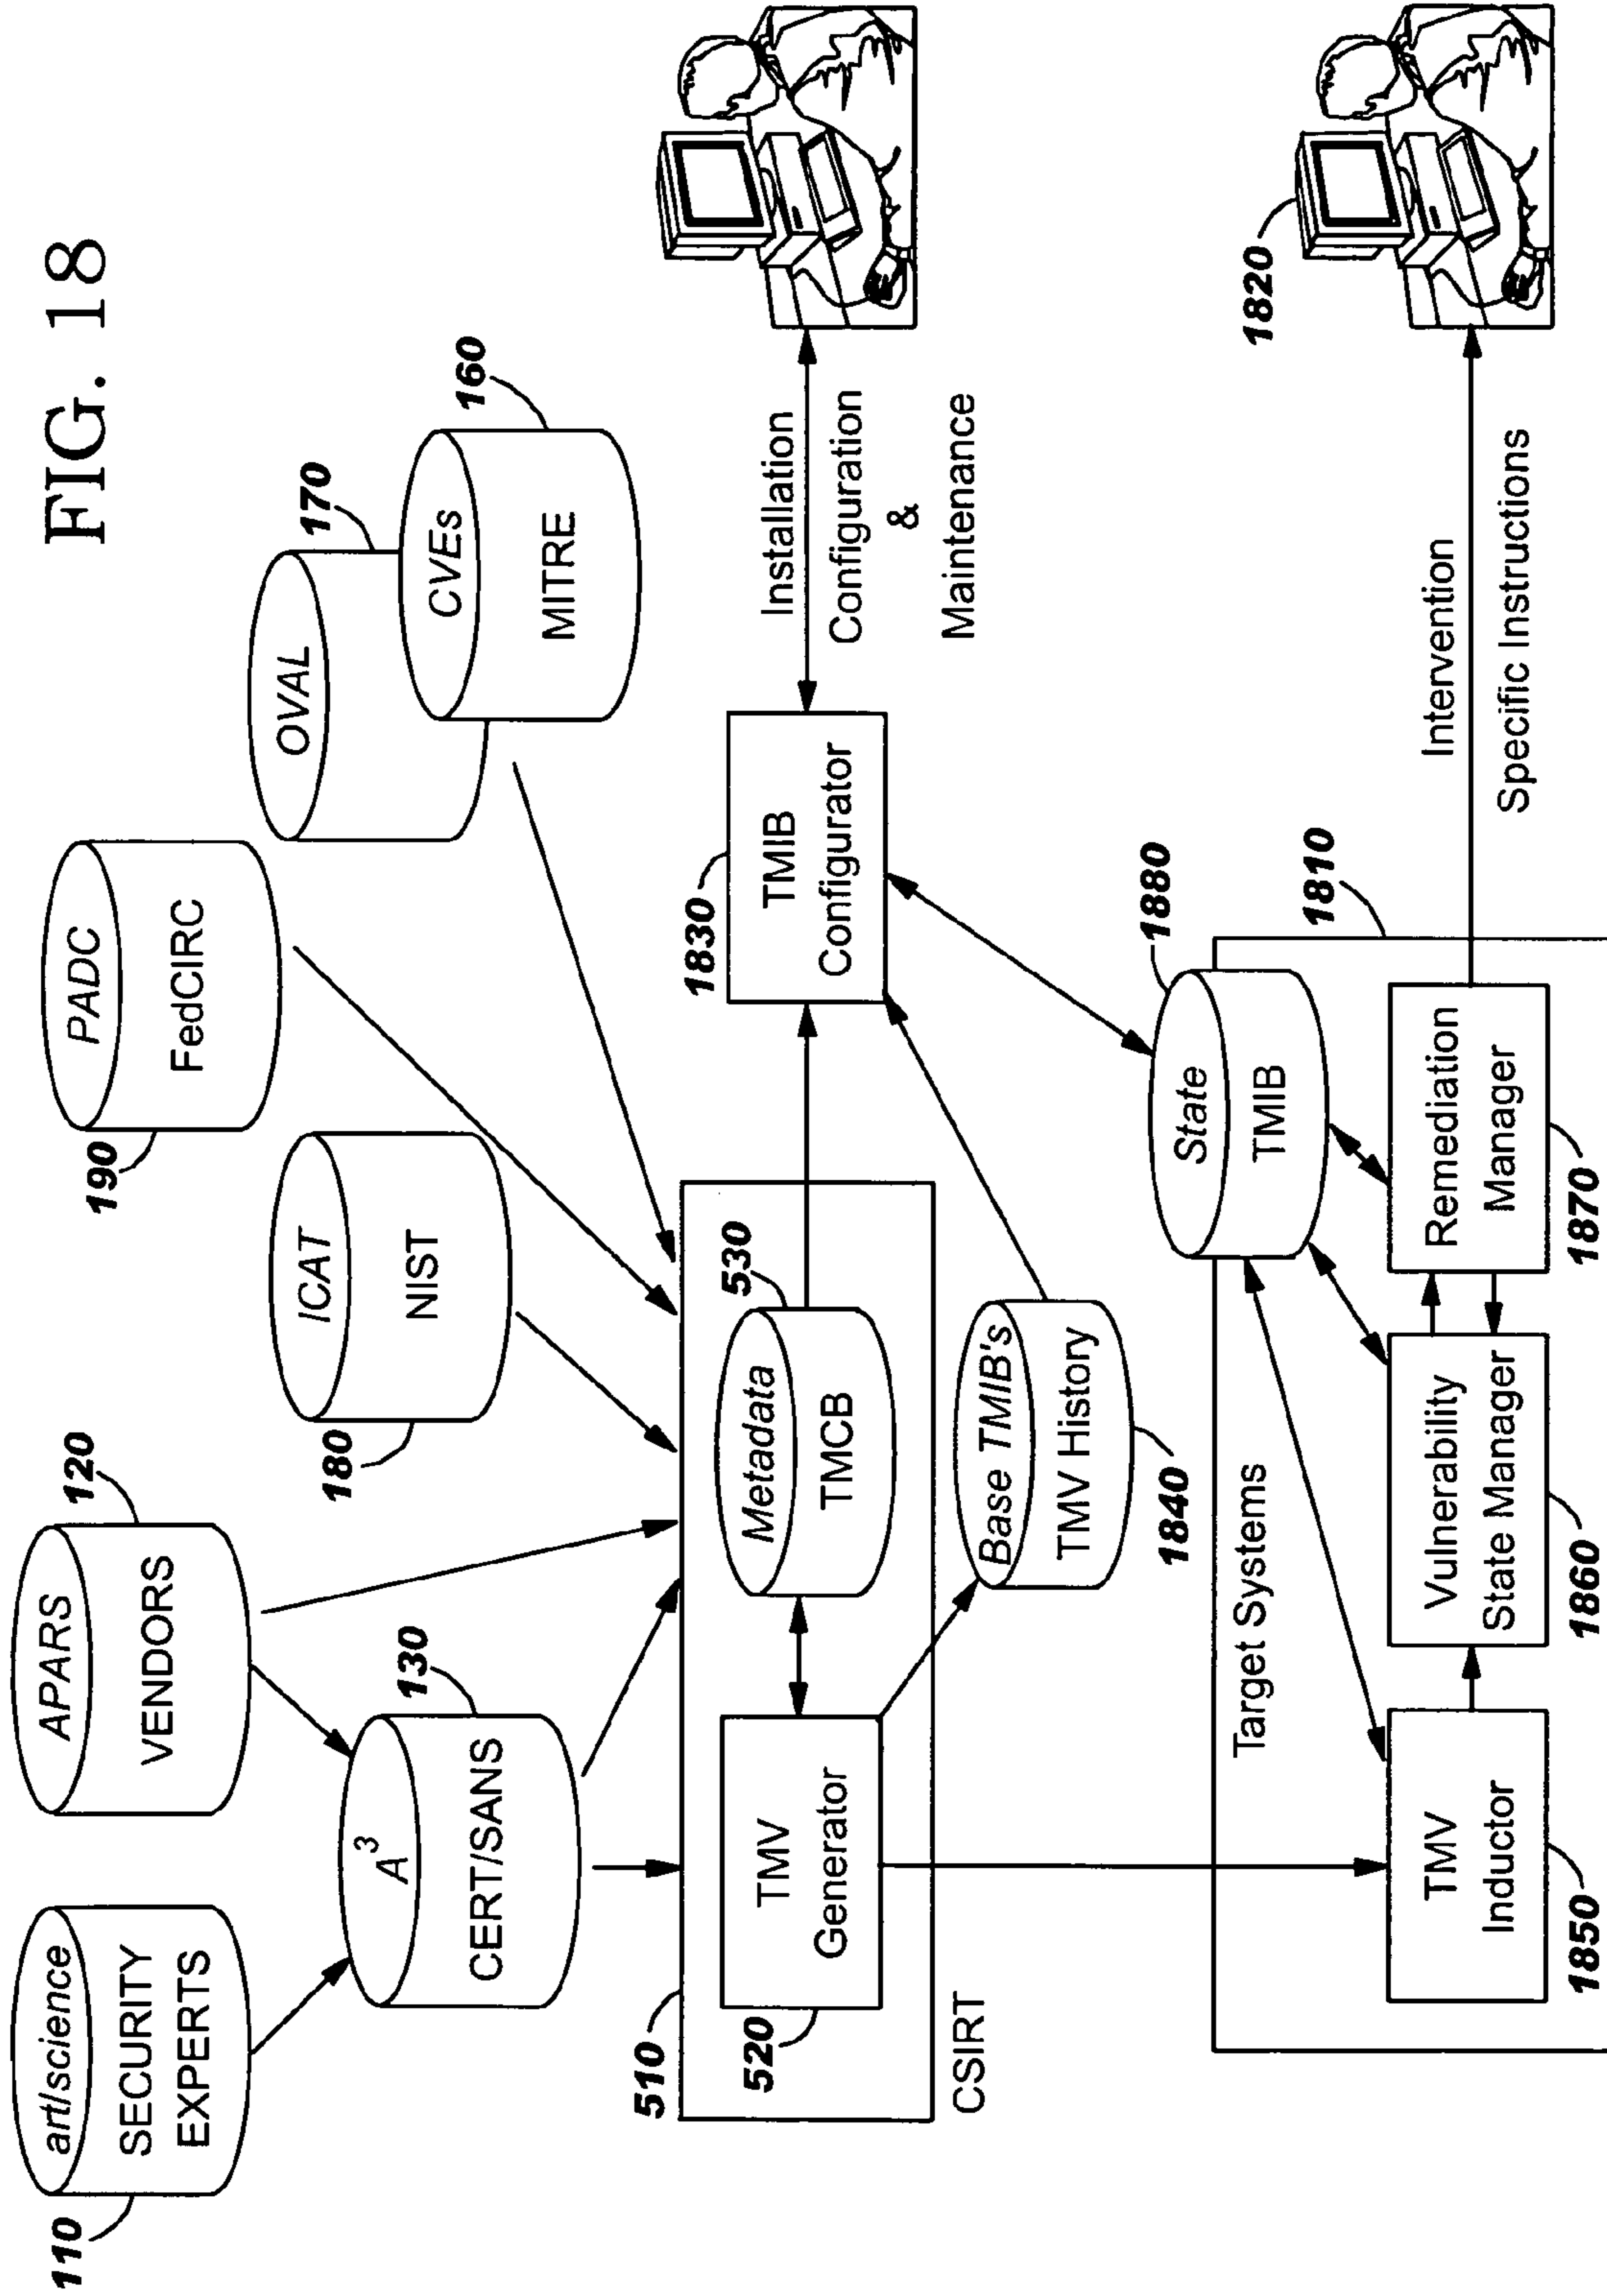 FIG. 18
110
art/science
SECURITY
EXPERTS
120
APARS
VENDORS
130
A3
CERT/SANS
180
ICAT
NIST
190
PADC
FedCIRC
170
OVAL
160
CVEs
MITRE
510
520
TMV
Generator
530
Metadata
TMCB
CSIRT
Base TMIB's
TMV History
1840
1830
TMIB
Configurator
Installation
Configuration
&
Maintenance
Target Systems
1880
State
TMIB
1810
TMV
Inductor
1850
Vulnerability
State Manager
1860
Remediation
Manager
1870
Intervention
Specific Instructions
1820